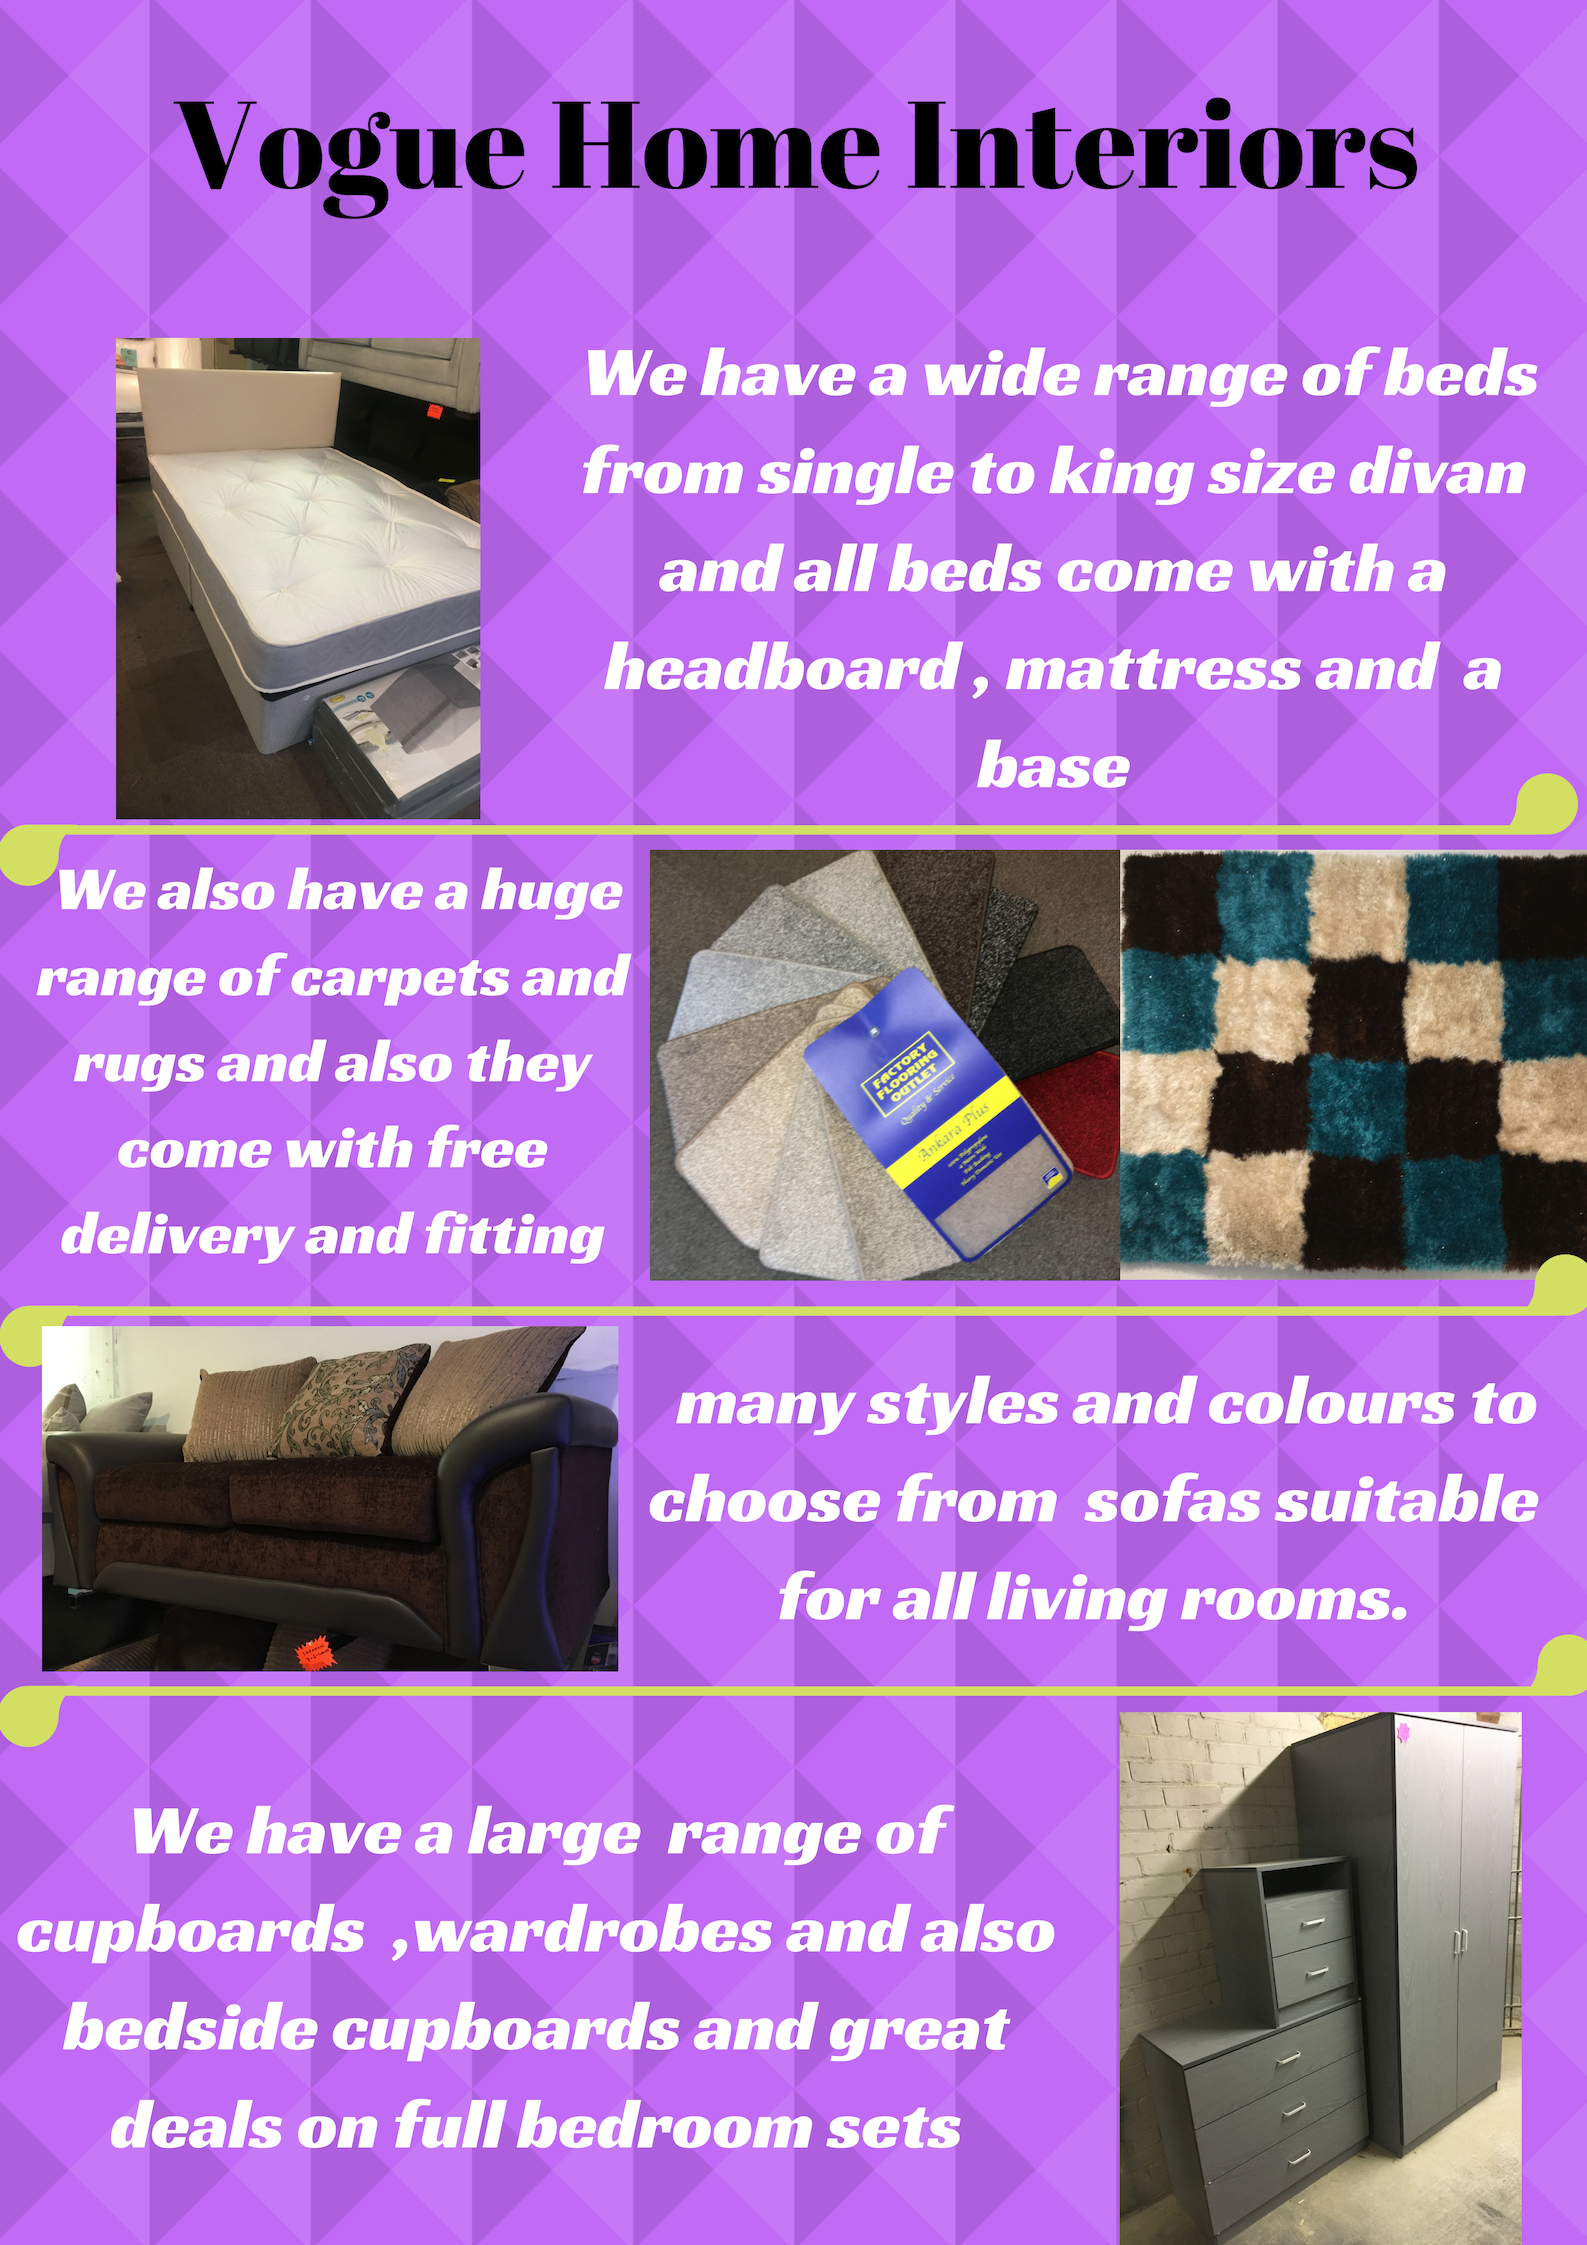 Vogue Home Interiors
We have a wide range of beds
from single to king size divan
and all beds come with a
headboard , mattress and  a
base
We also have a huge
range of carpets and
rugs and also they
come with free
delivery and fitting
FACTORY
FLOORING
OUTLET
Quality & Service
Ankara Plus
many styles and colours to
choose from  sofas suitable
for all living rooms.
We have a large  range of
cupboards  ,wardrobes and also
bedside cupboards and great
deals on full bedroom sets